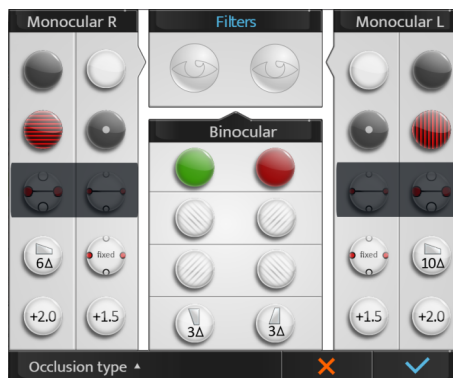 Monocular R
Filters
Monocular L
Binocular
6Δ
fixed
fixed
10Δ
+2.0
+1.5
3Δ
3Δ
+1.5
+2.0
Occlusion type